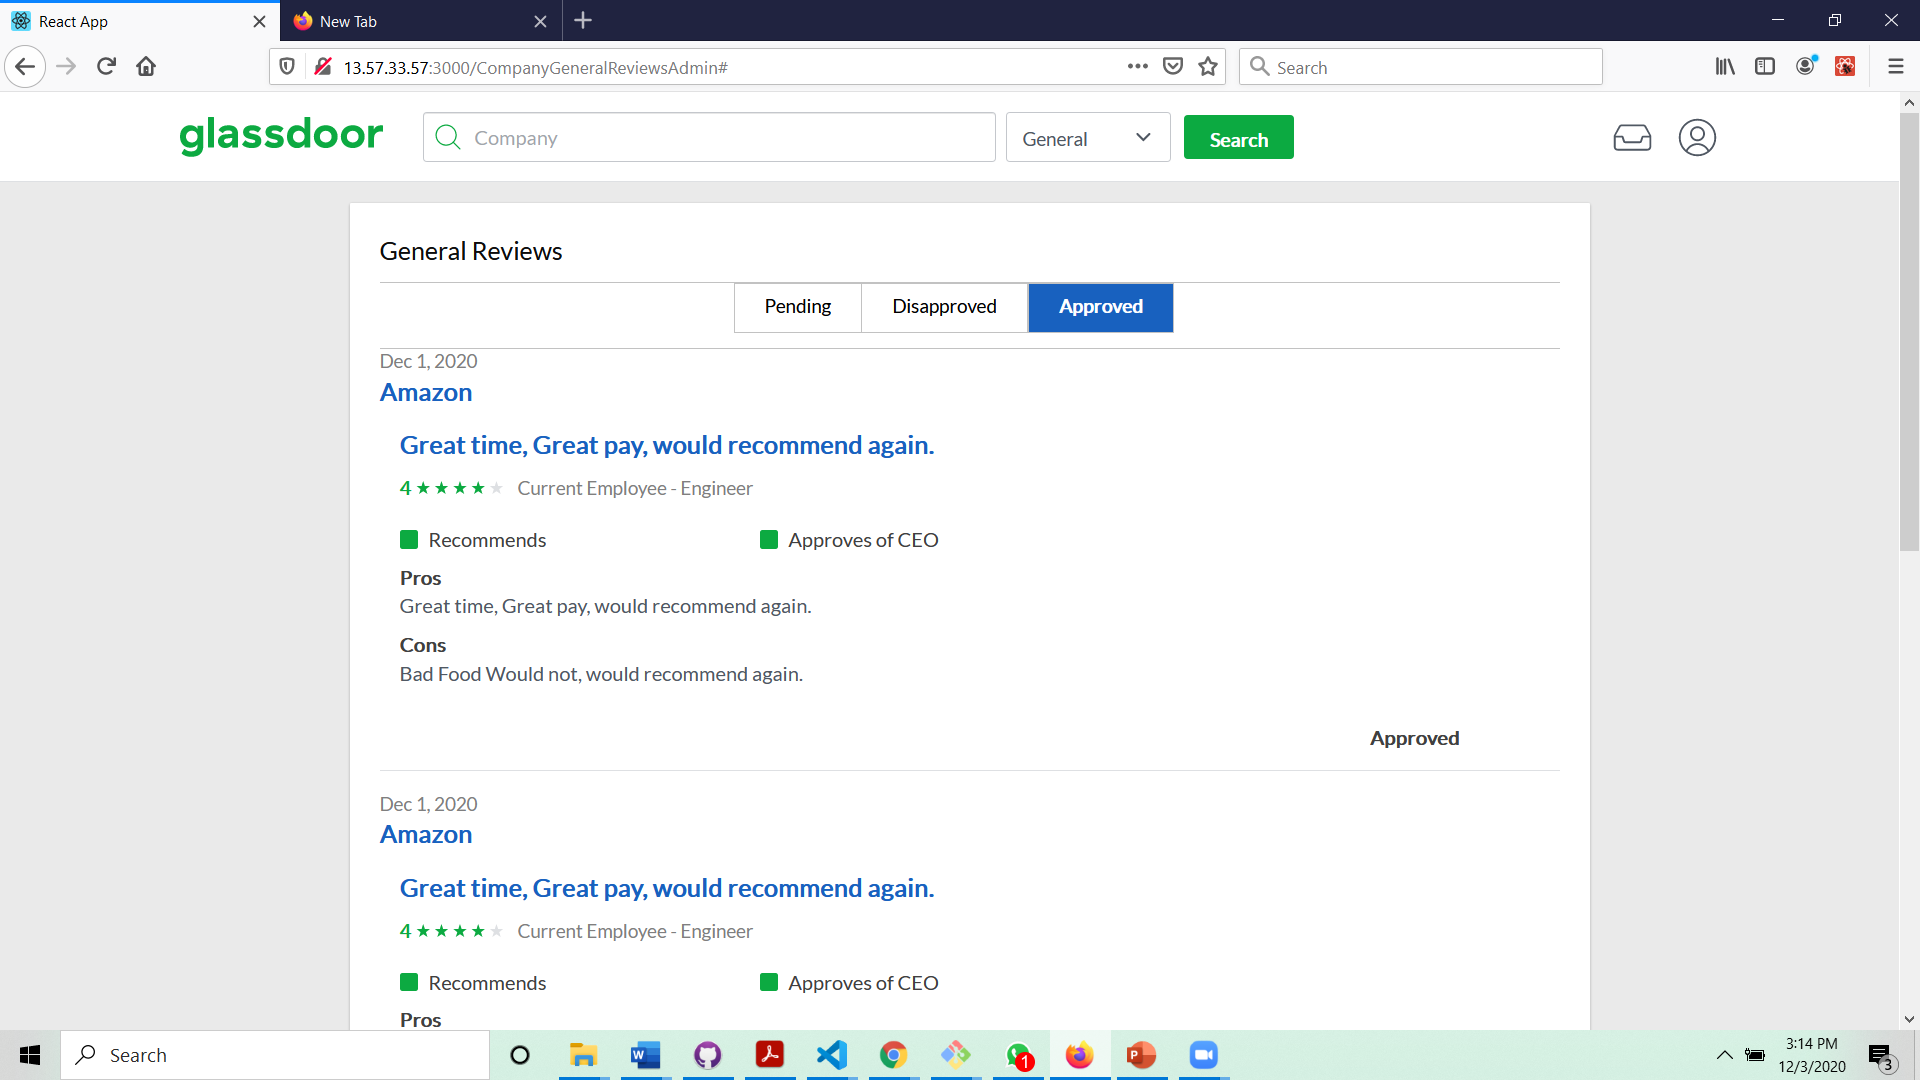 React App
New Tab
13.57.33.57:3000/CompanyGeneralReviewsAdmin#
Search
glassdoor
Company
General
Search
General Reviews
Pending
Disapproved
Approved
Dec 1, 2020
Amazon
Great time, Great pay, would recommend again.
4 ★★★★★ Current Employee - Engineer
Recommends
Approves of CEO
Pros
Great time, Great pay, would recommend again.
Cons
Bad Food Would not, would recommend again.
Approved
Dec 1, 2020
Amazon
Great time, Great pay, would recommend again.
4 ★★★★★ Current Employee - Engineer
Recommends
Approves of CEO
Pros
Search
W
1
P
3:14 PM
12/3/2020
3